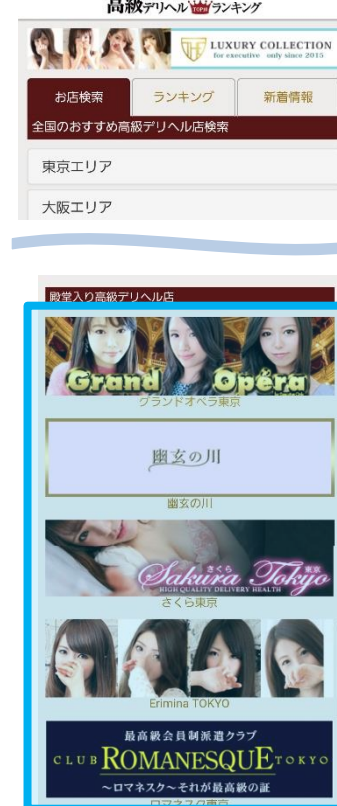 高級デリヘルTOP10ランキング
LUXURY COLLECTION
for executive only since 2015
お店検索 ランキング 新着情報
全国のおすすめ高級デリヘル店検索
東京エリア
大阪エリア
殿堂入り高級デリヘル店
Grand Opéra
グランドオペラ東京
幽玄の川
幽玄の川
さくら 東京
Sakura Tokyo
HIGH QUALITY DELIVERY HEALTH
さくら東京
Erimina TOKYO
最高級会員制派遣クラブ
CLUB ROMANESQUE TOKYO
～ロマネスク～それが最高級の証
ロマネスク東京